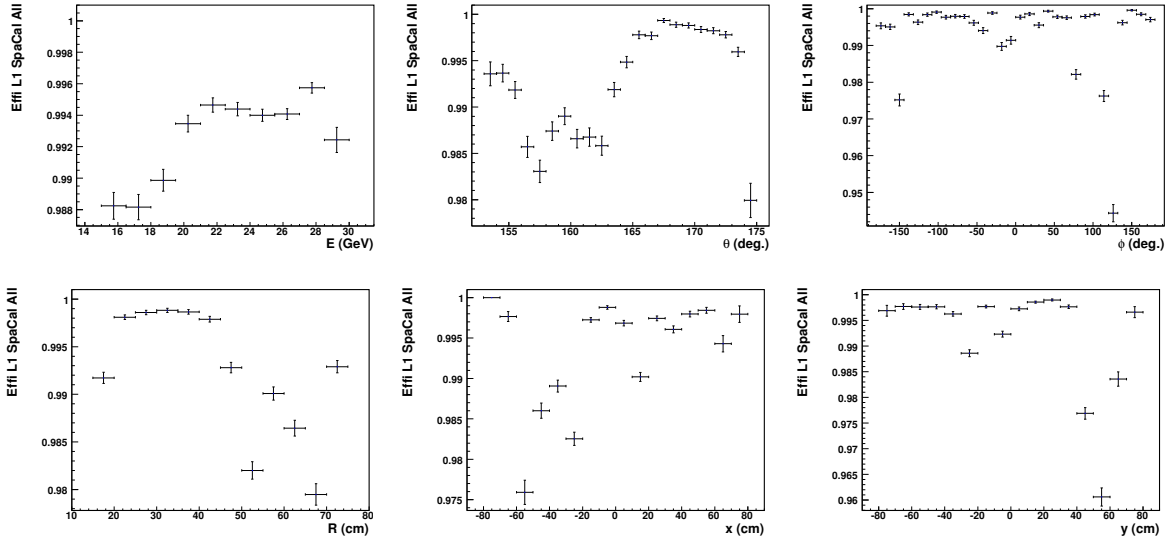 Effi L1 SpaCal All
1
0.998
0.996
0.994
0.992
0.99
0.988
14 16 18 20 22 24 26 28 30
E (GeV)
Effi L1 SpaCal All
1
0.995
0.99
0.985
0.98
155 160 165 170 175
θ (deg.)
Effi L1 SpaCal All
1
0.99
0.98
0.97
0.96
0.95
-150 -100 -50 0 50 100 150
ϕ (deg.)
Effi L1 SpaCal All
1
0.995
0.99
0.985
0.98
10 20 30 40 50 60 70 80
R (cm)
Effi L1 SpaCal All
1
0.995
0.99
0.985
0.98
0.975
-80 -60 -40 -20 0 20 40 60 80
x (cm)
Effi L1 SpaCal All
1
0.995
0.99
0.985
0.98
0.975
0.97
0.965
0.96
-80 -60 -40 -20 0 20 40 60 80
y (cm)